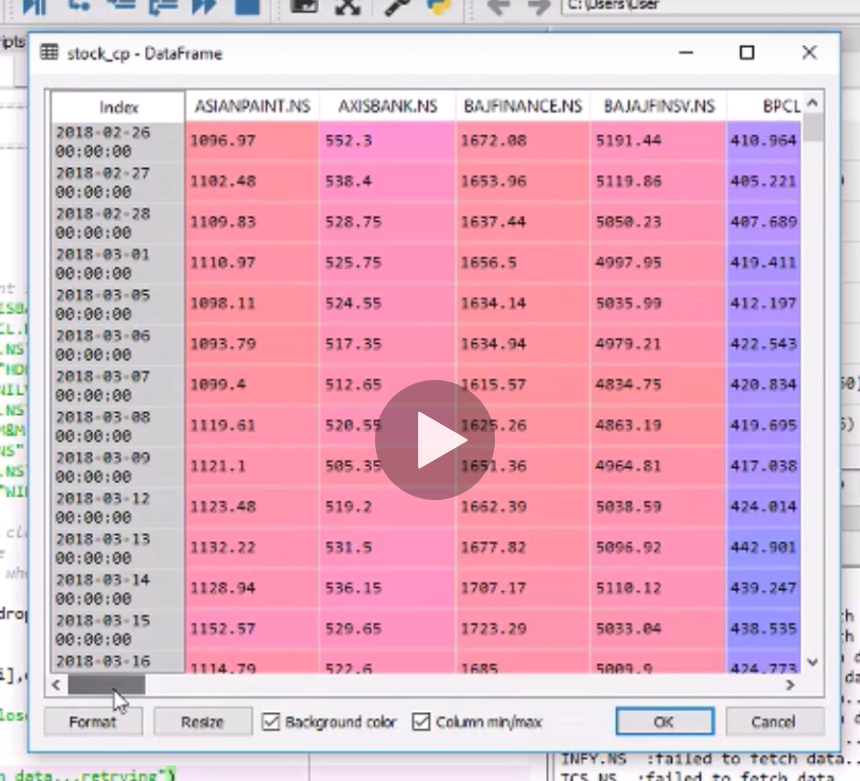 C:\Users\User
ipts
stock_cp - DataFrame
Index ASIANPAINT.NS AXISBANK.NS BAJFINANCE.NS BAJAJFINSV.NS BPCL
2018-02-26 00:00:00 1096.97 552.3 1672.08 5191.44 410.964
2018-02-27 00:00:00 1102.48 538.4 1653.96 5119.86 405.221
2018-02-28 00:00:00 1109.83 528.75 1637.44 5050.23 407.689
2018-03-01 00:00:00 1110.97 525.75 1656.5 4997.95 419.411
2018-03-05 00:00:00 1098.11 524.55 1634.14 5035.99 412.197
2018-03-06 00:00:00 1093.79 517.35 1634.94 4979.21 422.543
2018-03-07 00:00:00 1099.4 512.65 1615.57 4834.75 420.834
2018-03-08 00:00:00 1119.61 520.55 1625.26 4863.19 419.695
2018-03-09 00:00:00 1121.1 505.35 1651.36 4964.81 417.038
2018-03-12 00:00:00 1123.48 519.2 1662.39 5038.59 424.014
2018-03-13 00:00:00 1132.22 531.5 1677.82 5096.92 442.901
2018-03-14 00:00:00 1128.94 536.15 1707.17 5110.12 439.247
2018-03-15 00:00:00 1152.57 529.65 1723.29 5033.04 438.535
2018-03-16 1114.79 522.6 1685 5009.9 424.773
Format Resize Background color Column min/max OK Cancel
INFY.NS :failed to fetch data..
n data...retrying")
TCS.NS :failed to fetch data